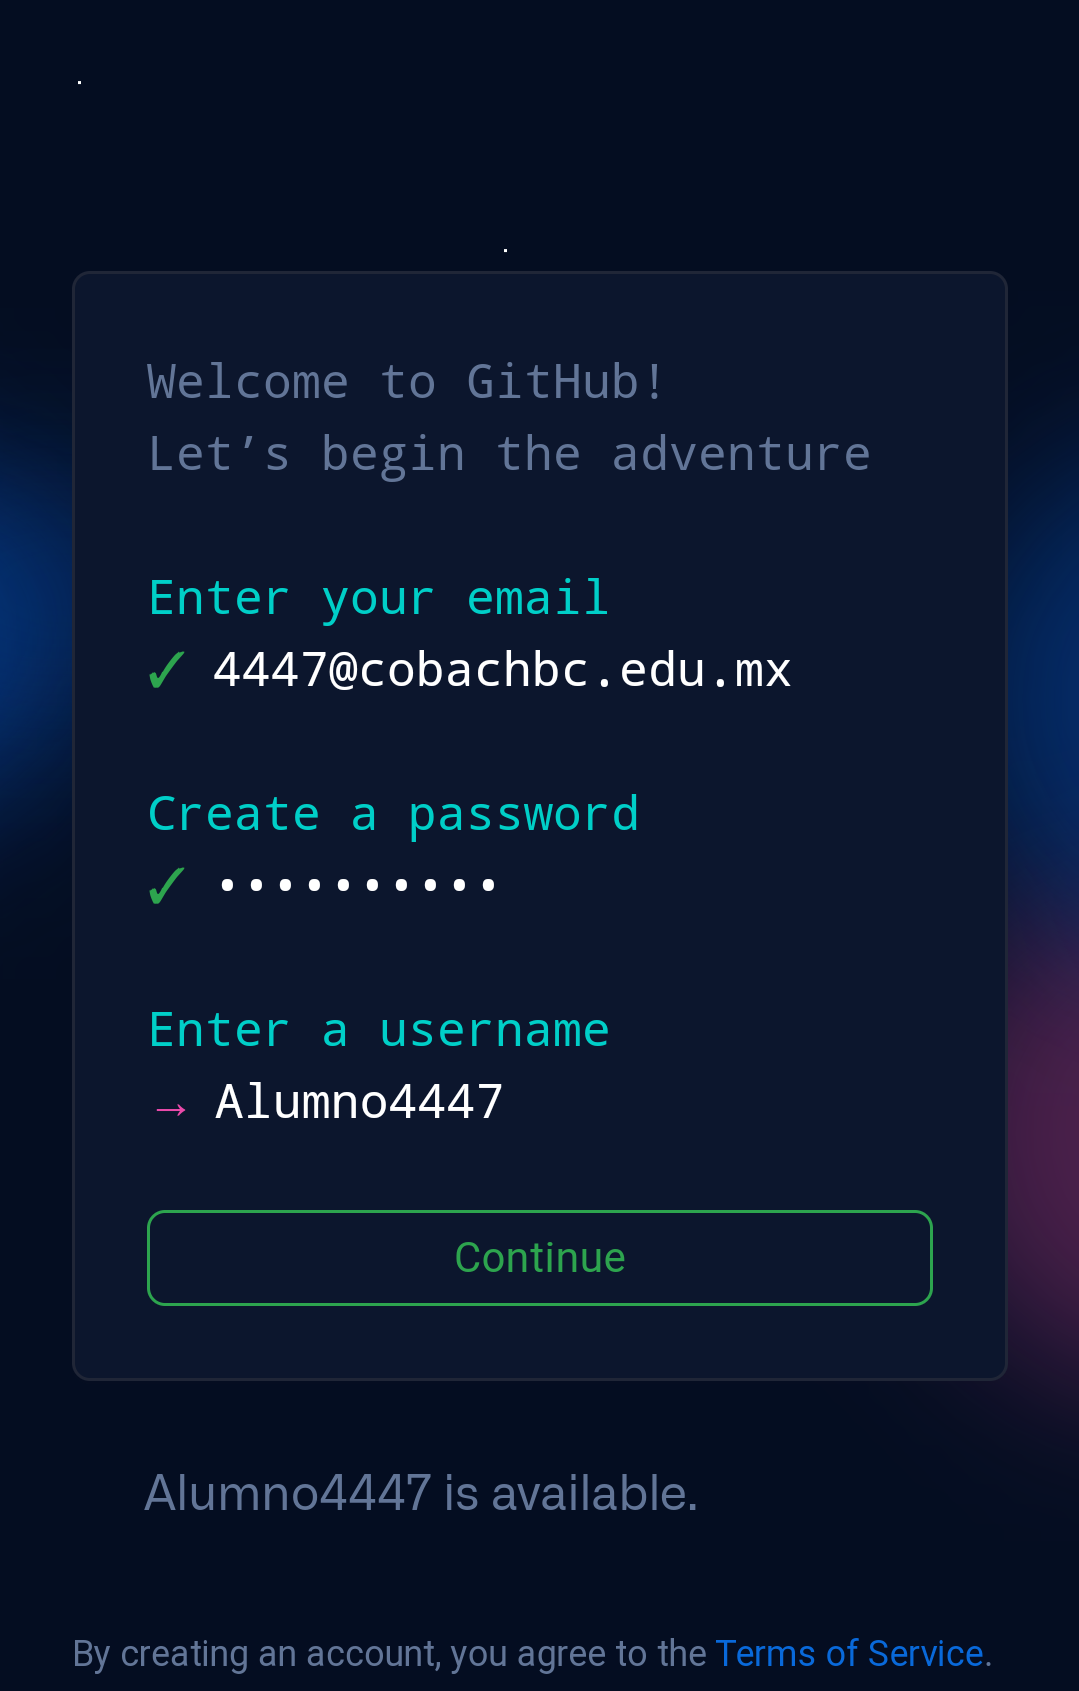 Welcome to GitHub!
Let’s begin the adventure
Enter your email
✓ 4447@cobachbc.edu.mx
Create a password
✓ ••••••••••
Enter a username
→ Alumno4447
Continue
Alumno4447 is available.
By creating an account, you agree to the Terms of Service.